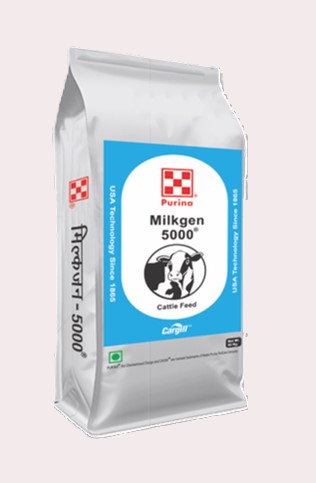 Purina
Milkgen
5000®
Cattle Feed
Cargill
USA Technology Since 1865
USA Technology Since 1865
मिल्कजन - 5000®